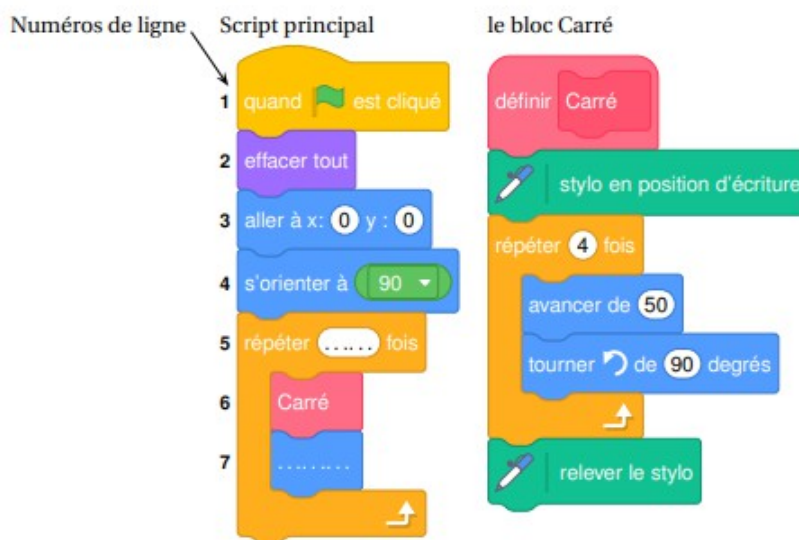 Numéros de ligne
Script principal
1 quand est cliqué
2 effacer tout
3 aller à x: 0 y : 0
4 s'orienter à 90
5 répéter ...... fois
6 Carré
7 .........
le bloc Carré
définir Carré
stylo en position d'écriture
répéter 4 fois
avancer de 50
tourner de 90 degrés
relever le stylo